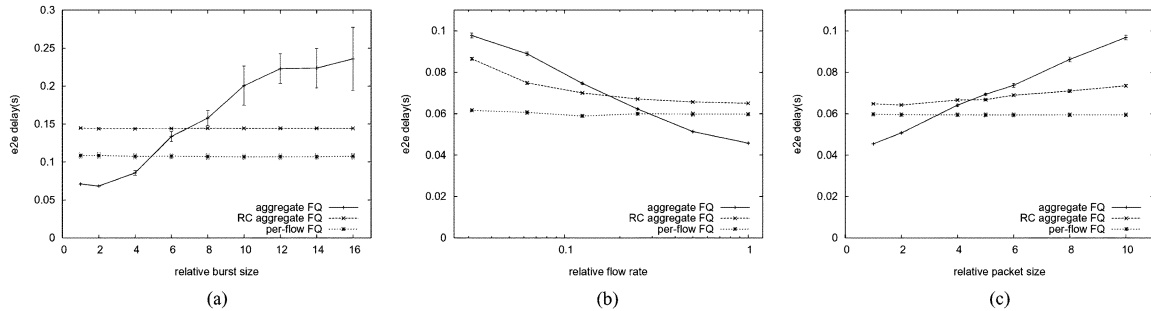 0.3
0.25
0.2
0.15
0.1
0.05
0
e2e delay(s)
0 2 4 6 8 10 12 14 16
relative burst size
aggregate FQ
RC aggregate FQ
per-flow FQ
(a)
0.1
0.08
0.06
0.04
0.02
0
e2e delay(s)
0.1 1
relative flow rate
aggregate FQ
RC aggregate FQ
per-flow FQ
(b)
0.1
0.08
0.06
0.04
0.02
0
e2e delay(s)
0 2 4 6 8 10
relative packet size
aggregate FQ
RC aggregate FQ
per-flow FQ
(c)